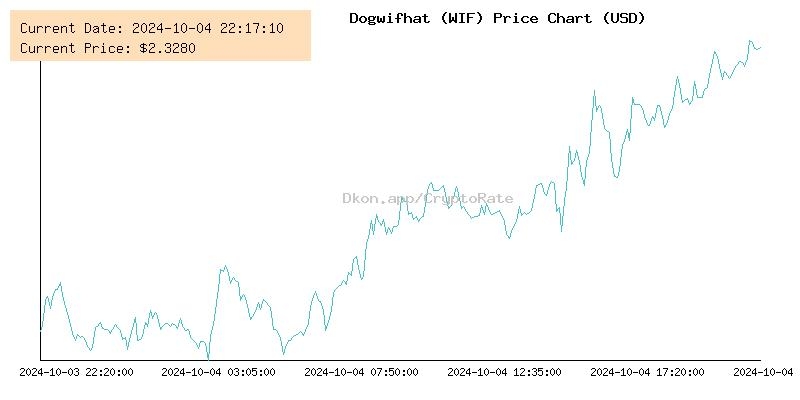 Dogwifhat (WIF) Price Chart (USD)
Current Date: 2024-10-04 22:17:10
Current Price: $2.3280
Dkon.app/CryptoRate
2024-10-03 22:20:00 2024-10-04 03:05:00 2024-10-04 07:50:00 2024-10-04 12:35:00 2024-10-04 17:20:00 2024-10-04